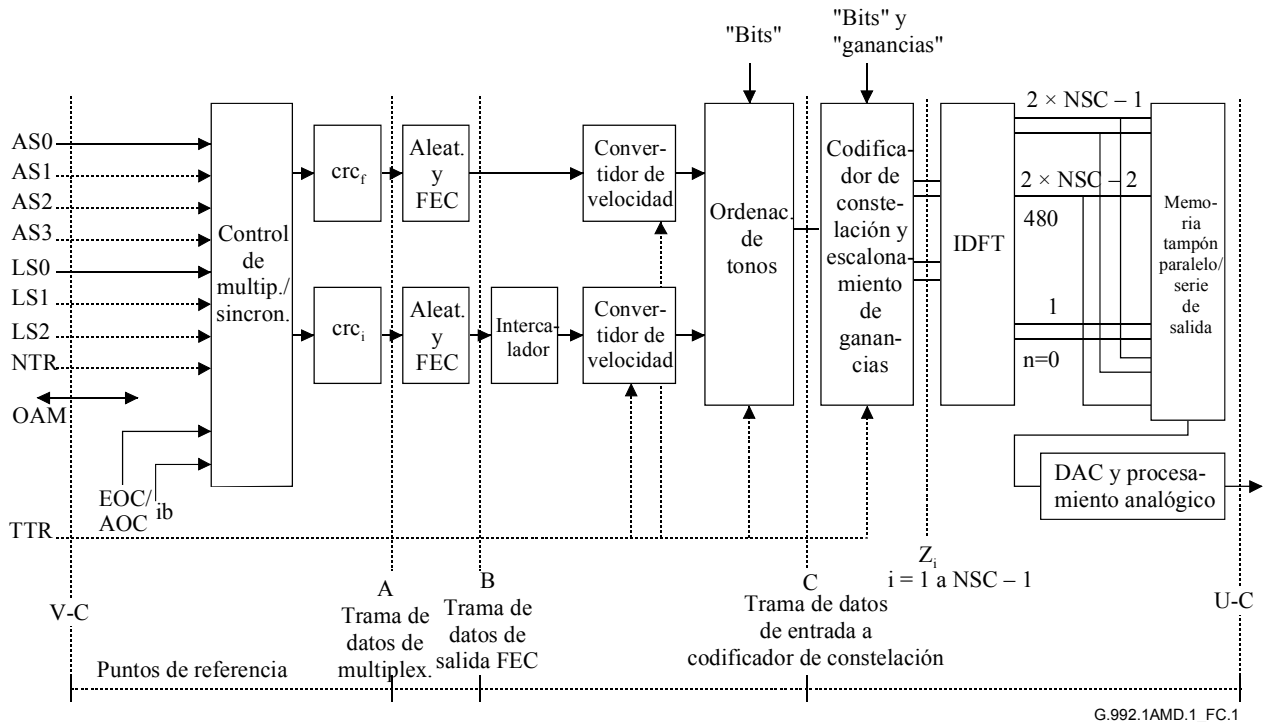 "Bits"
"Bits" y
"ganancias"
AS0
AS1
AS2
AS3
LS0
LS1
LS2
NTR
OAM
EOC/
AOC
ib
TTR
Control
de
multip./
sincron.
crcf
crci
Aleat.
y
FEC
Aleat.
y
FEC
Interca-
lador
Conver-
tidor de
velocidad
Conver-
tidor de
velocidad
Ordenac.
de
tonos
Codifica-
dor de
conste-
lación y
escalona-
miento
de
ganan-
cias
IDFT
2 × NSC – 1
2 × NSC – 2
480
1
n=0
Memo-
ria
tampón
paralelo/
serie
de
salida
DAC y procesa-
miento analógico
V-C
A
Trama de
datos de
multiplex.
B
Trama de
datos de
salida FEC
C
Trama de datos
de entrada a
codificador de constelación
Zi
i = 1 a NSC – 1
U-C
Puntos de referencia
G.992.1AMD.1_FC.1